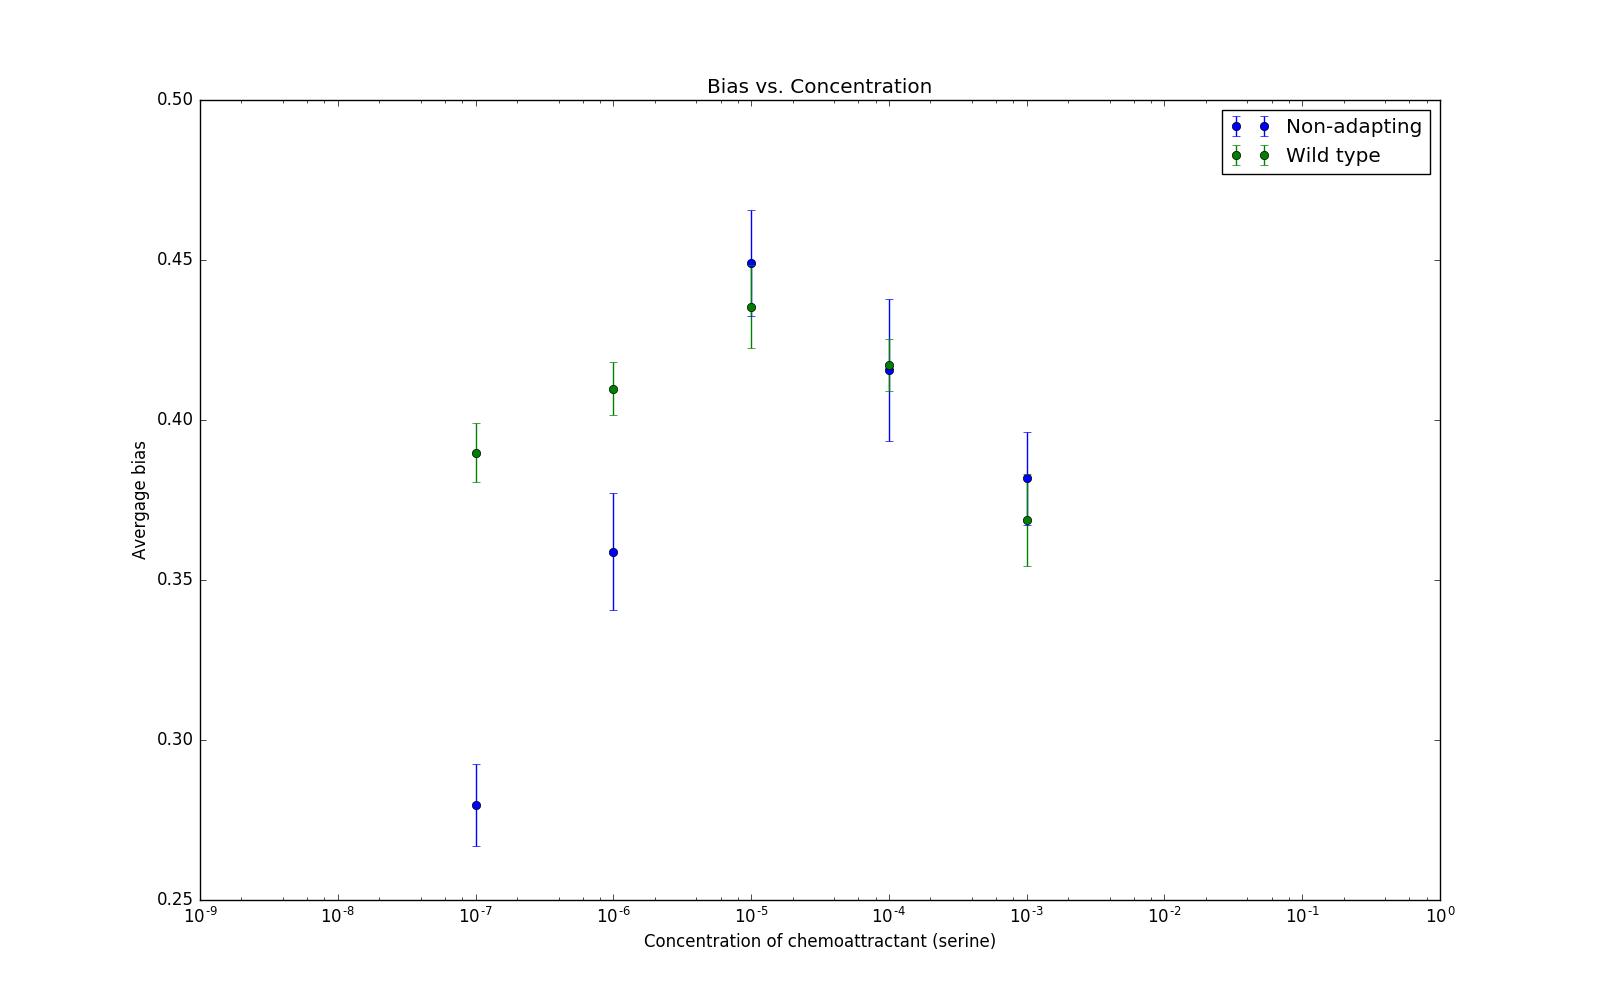 Bias vs. Concentration
0.50
Non-adapting
Wild type
0.45
0.40
Avergage bias
0.35
0.30
0.25
10^-9 10^-8 10^-7 10^-6 10^-5 10^-4 10^-3 10^-2 10^-1 10^0
Concentration of chemoattractant (serine)